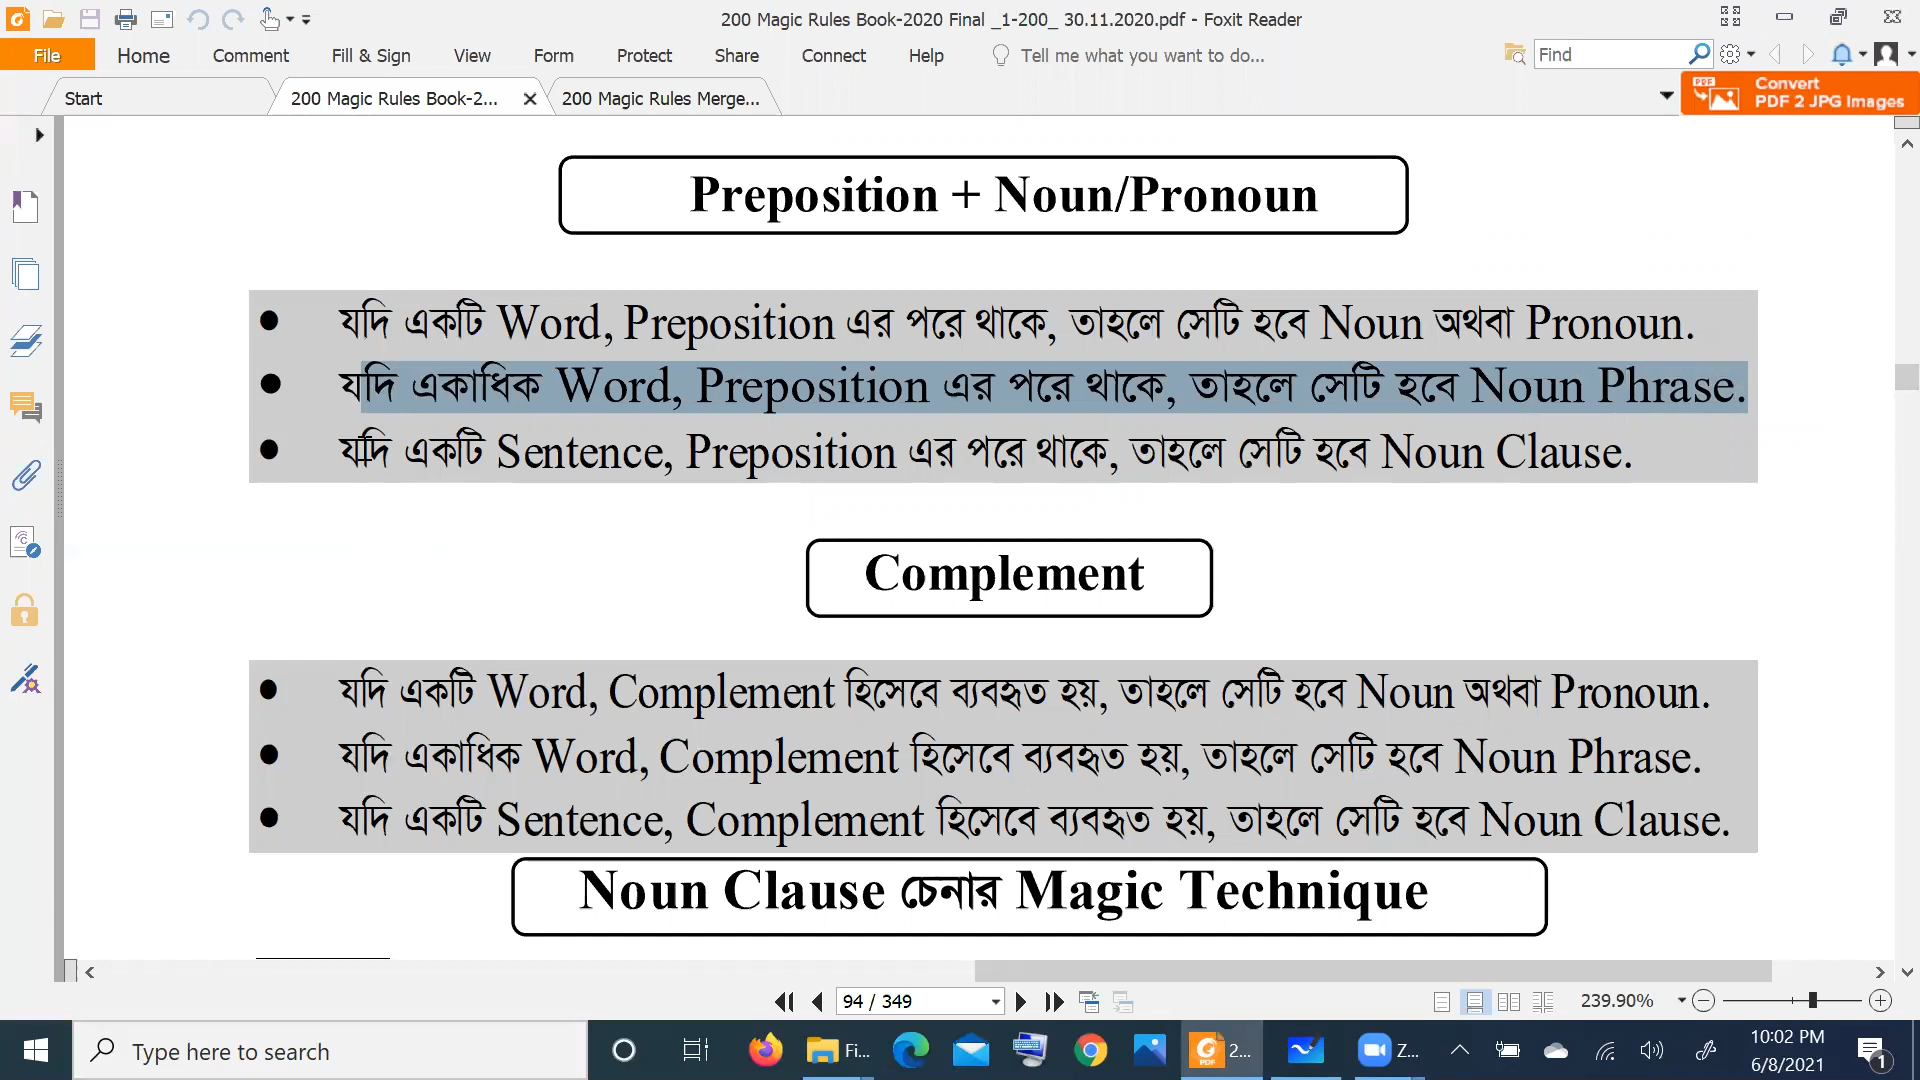 200 Magic Rules Book-2020 Final _1-200_ 30.11.2020.pdf - Foxit Reader
File Home Comment Fill & Sign View Form Protect Share Connect Help Tell me what you want to do... Find
Start 200 Magic Rules Book-2... 200 Magic Rules Merge... Convert
PDF 2 JPG Images
Preposition + Noun/Pronoun
● যদি একটি Word, Preposition এর পরে থাকে, তাহলে সেটি হবে Noun অথবা Pronoun.
● যদি একাধিক Word, Preposition এর পরে থাকে, তাহলে সেটি হবে Noun Phrase.
● যদি একটি Sentence, Preposition এর পরে থাকে, তাহলে সেটি হবে Noun Clause.
Complement
● যদি একটি Word, Complement হিসেবে ব্যবহৃত হয়, তাহলে সেটি হবে Noun অথবা Pronoun.
● যদি একাধিক Word, Complement হিসেবে ব্যবহৃত হয়, তাহলে সেটি হবে Noun Phrase.
● যদি একটি Sentence, Complement হিসেবে ব্যবহৃত হয়, তাহলে সেটি হবে Noun Clause.
Noun Clause চেনার Magic Technique
94 / 349 239.90%
Type here to search Fi... 2... Z... 10:02 PM
6/8/2021 1